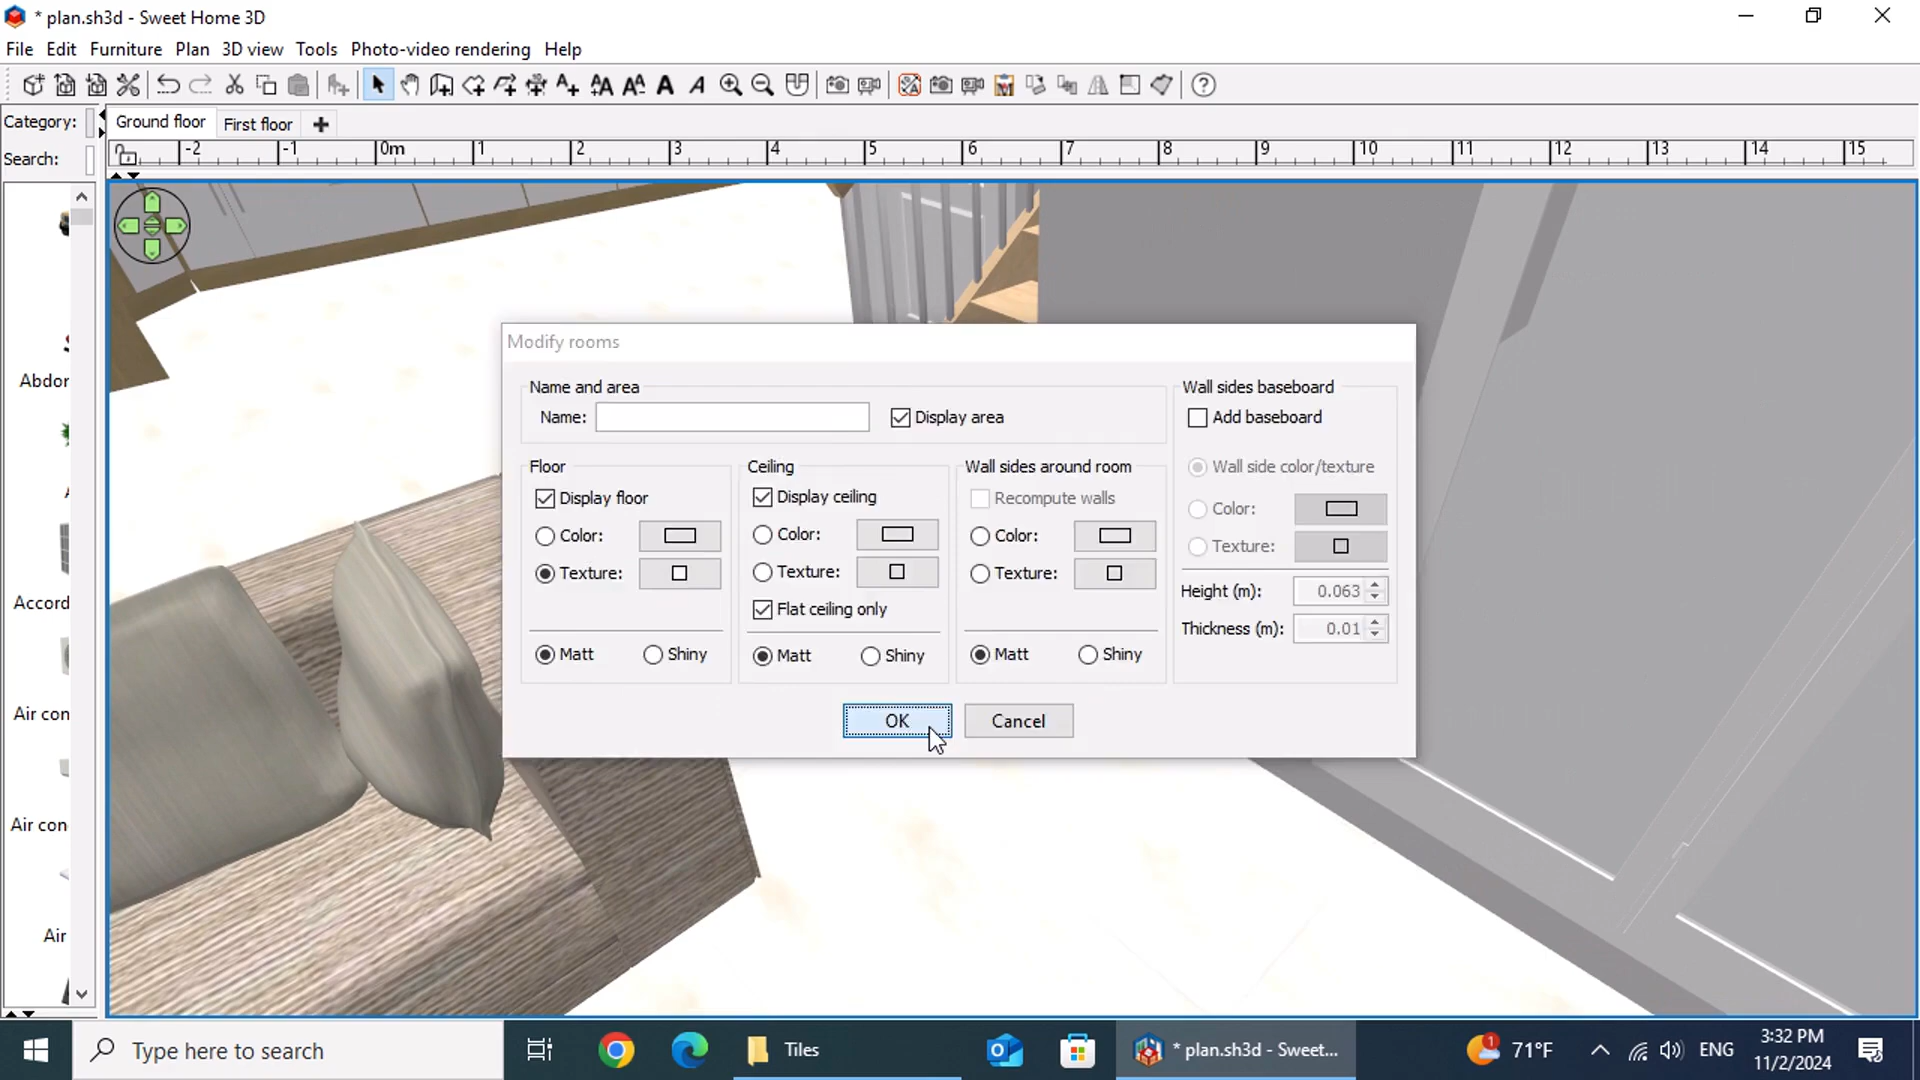 * plan.sh3d - Sweet Home 3D
File Edit Furniture Plan 3D view Tools Photo-video rendering Help
Category:
Ground floor First floor
Search:
-2 -1 0m 1 2 3 4 5 6 7 8 9 10 11 12 13 14 15
Abdor
Accord
Air con
Air con
Air
Modify rooms
Name and area
Name:
Display area
Floor
Display floor
Color:
Texture:
Matt Shiny
Ceiling
Display ceiling
Color:
Texture:
Flat ceiling only
Matt Shiny
Wall sides around room
Recompute walls
Color:
Texture:
Matt Shiny
Wall sides baseboard
Add baseboard
Wall side color/texture
Color:
Texture:
Height (m): 0.063
Thickness (m): 0.01
OK Cancel
Type here to search
Tiles
* plan.sh3d - Sweet...
1
71°F
ENG
3:32 PM
11/2/2024